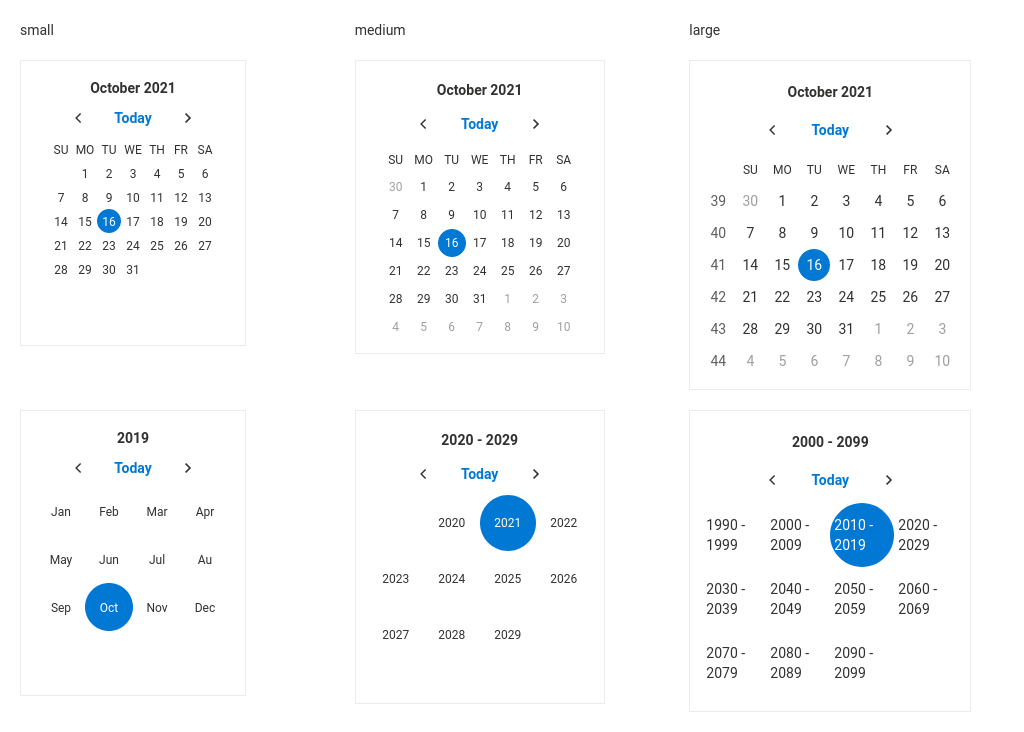 small
medium
large
October 2021
Today
SU MO TU WE TH FR SA
1 2 3 4 5 6
7 8 9 10 11 12 13
14 15 16 17 18 19 20
21 22 23 24 25 26 27
28 29 30 31
October 2021
Today
SU MO TU WE TH FR SA
30 1 2 3 4 5 6
7 8 9 10 11 12 13
14 15 16 17 18 19 20
21 22 23 24 25 26 27
28 29 30 31 1 2 3
4 5 6 7 8 9 10
October 2021
Today
SU MO TU WE TH FR SA
39 30 1 2 3 4 5 6
40 7 8 9 10 11 12 13
41 14 15 16 17 18 19 20
42 21 22 23 24 25 26 27
43 28 29 30 31 1 2 3
44 4 5 6 7 8 9 10
2019
Today
Jan Feb Mar Apr
May Jun Jul Au
Sep Oct Nov Dec
2020 - 2029
Today
2020 2021 2022
2023 2024 2025 2026
2027 2028 2029
2000 - 2099
Today
1990 - 2000 - 2010 - 2020 -
1999 2009 2019 2029
2030 - 2040 - 2050 - 2060 -
2039 2049 2059 2069
2070 - 2080 - 2090 -
2079 2089 2099